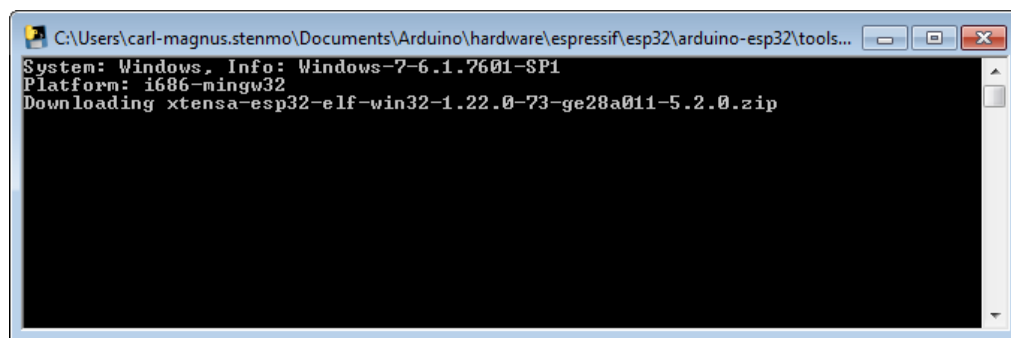 C:\Users\carl-magnus.stenmo\Documents\Arduino\hardware\espressif\esp32\arduino-esp32\tools...
System: Windows, Info: Windows-7-6.1.7601-SP1
Platform: i686-mingw32
Downloading xtensa-esp32-elf-win32-1.22.0-73-ge28a011-5.2.0.zip